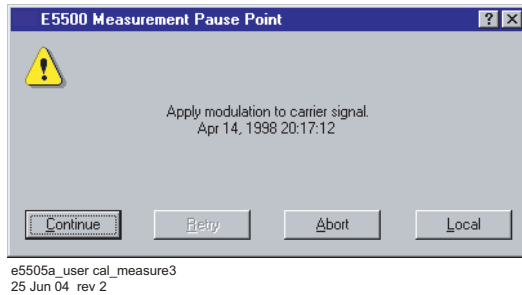 E5500 Measurement Pause Point
Apply modulation to carrier signal.
Apr 14, 1998 20:17:12
Continue Retry Abort Local
e5505a_user cal_measure3
25 Jun 04 rev 2